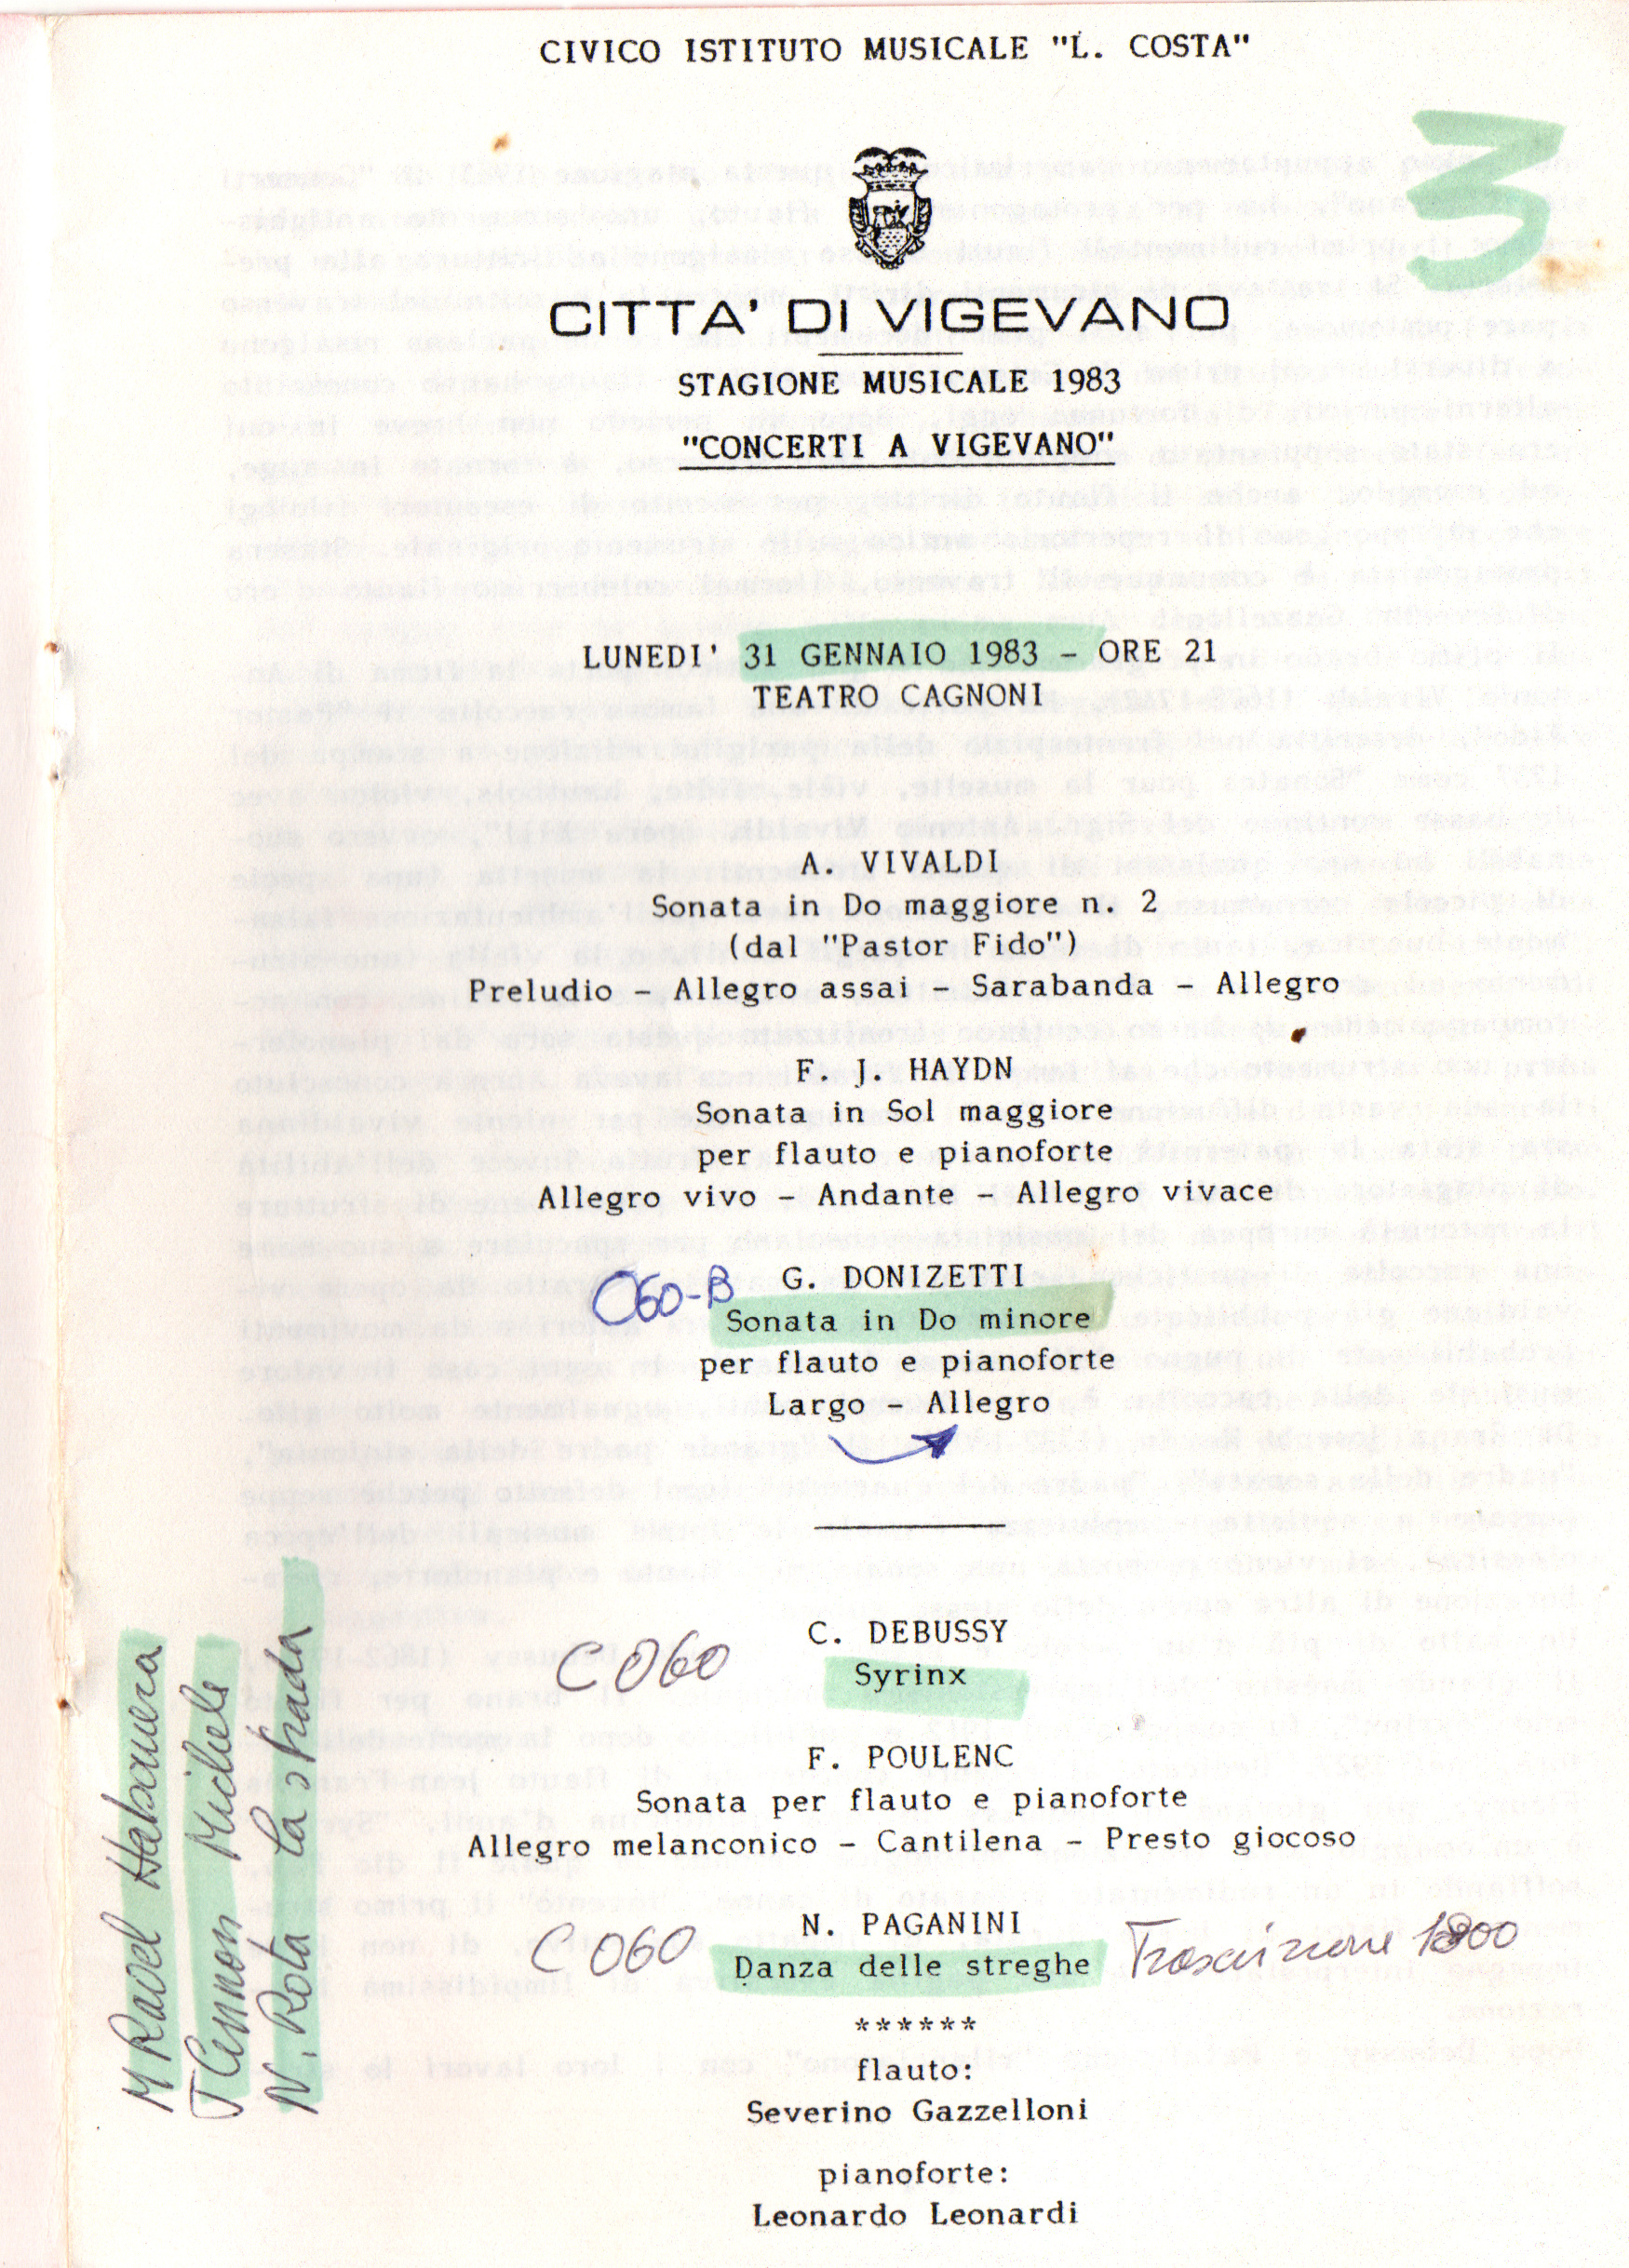 CIVICO ISTITUTO MUSICALE "L. COSTA"
3
CITTA' DI VIGEVANO
STAGIONE MUSICALE 1983
"CONCERTI A VIGEVANO"
LUNEDI' 31 GENNAIO 1983 - ORE 21
TEATRO CAGNONI
A. VIVALDI
Sonata in Do maggiore n. 2
(dal "Pastor Fido")
Preludio - Allegro assai - Sarabanda - Allegro
F. J. HAYDN
Sonata in Sol maggiore
per flauto e pianoforte
Allegro vivo - Andante - Allegro vivace
C60-B G. DONIZETTI
Sonata in Do minore
per flauto e pianoforte
Largo - Allegro
C. DEBUSSY
C060 Syrinx
F. POULENC
Sonata per flauto e pianoforte
Allegro melanconico - Cantilena - Presto giocoso
N. PAGANINI
C060 Danza delle streghe Trascrizione 1800
******
flauto:
Severino Gazzelloni
pianoforte:
Leonardo Leonardi
M Ravel Habanera
J Lennon Michele
N. Rota La strada